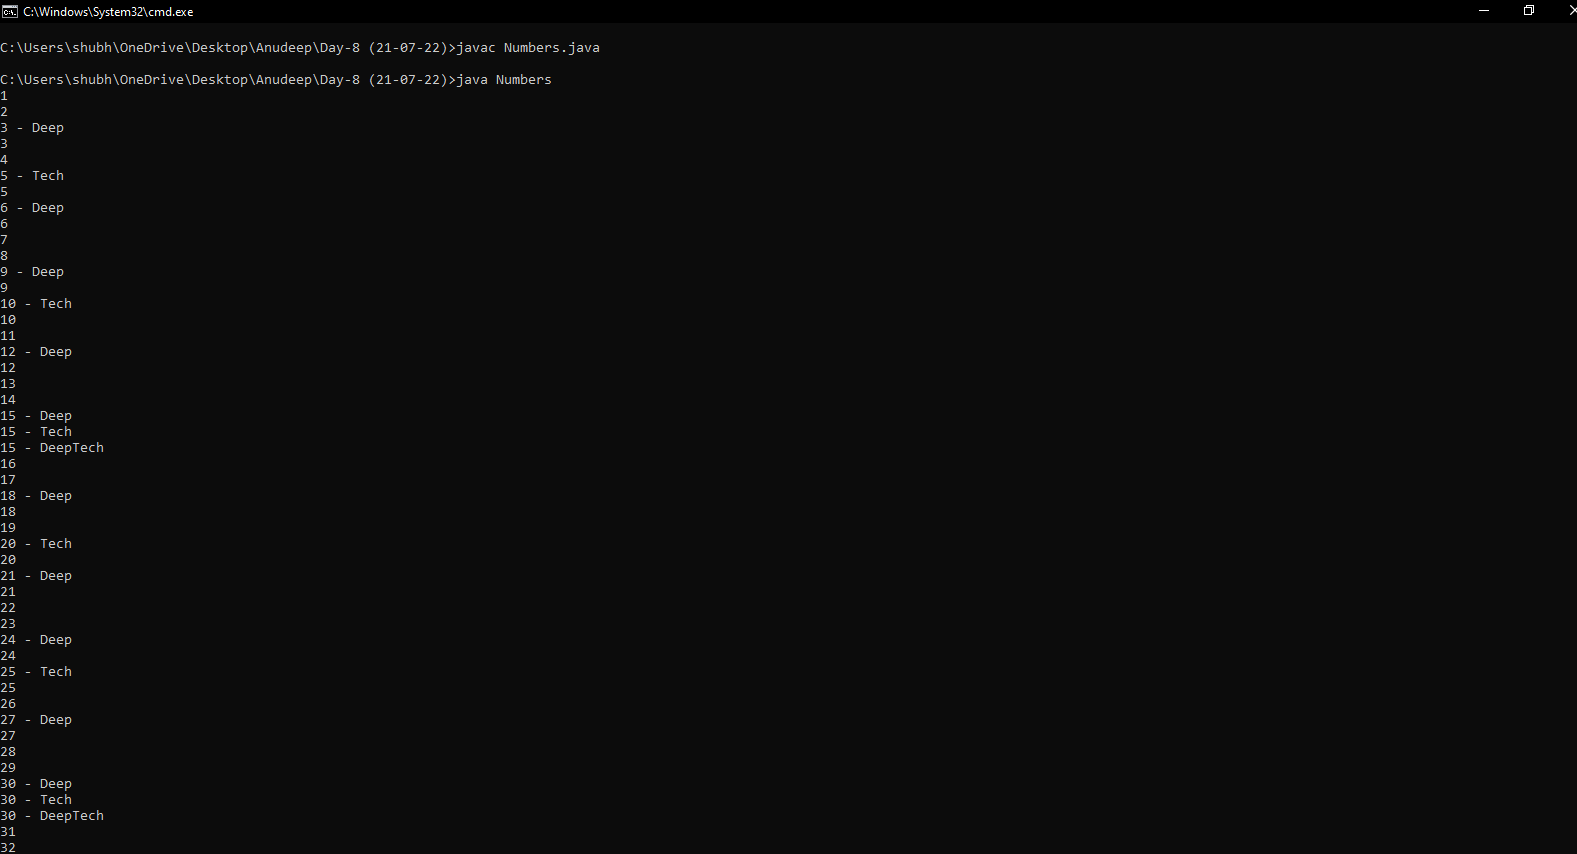 C:\Windows\System32\cmd.exe
C:\Users\shubh\OneDrive\Desktop\Anudeep\Day-8 (21-07-22)>javac Numbers.java
C:\Users\shubh\OneDrive\Desktop\Anudeep\Day-8 (21-07-22)>java Numbers
1
2
3 - Deep
3
4
5 - Tech
5
6 - Deep
6
7
8
9 - Deep
9
10 - Tech
10
11
12 - Deep
12
13
14
15 - Deep
15 - Tech
15 - DeepTech
16
17
18 - Deep
18
19
20 - Tech
20
21 - Deep
21
22
23
24 - Deep
24
25 - Tech
25
26
27 - Deep
27
28
29
30 - Deep
30 - Tech
30 - DeepTech
31
32